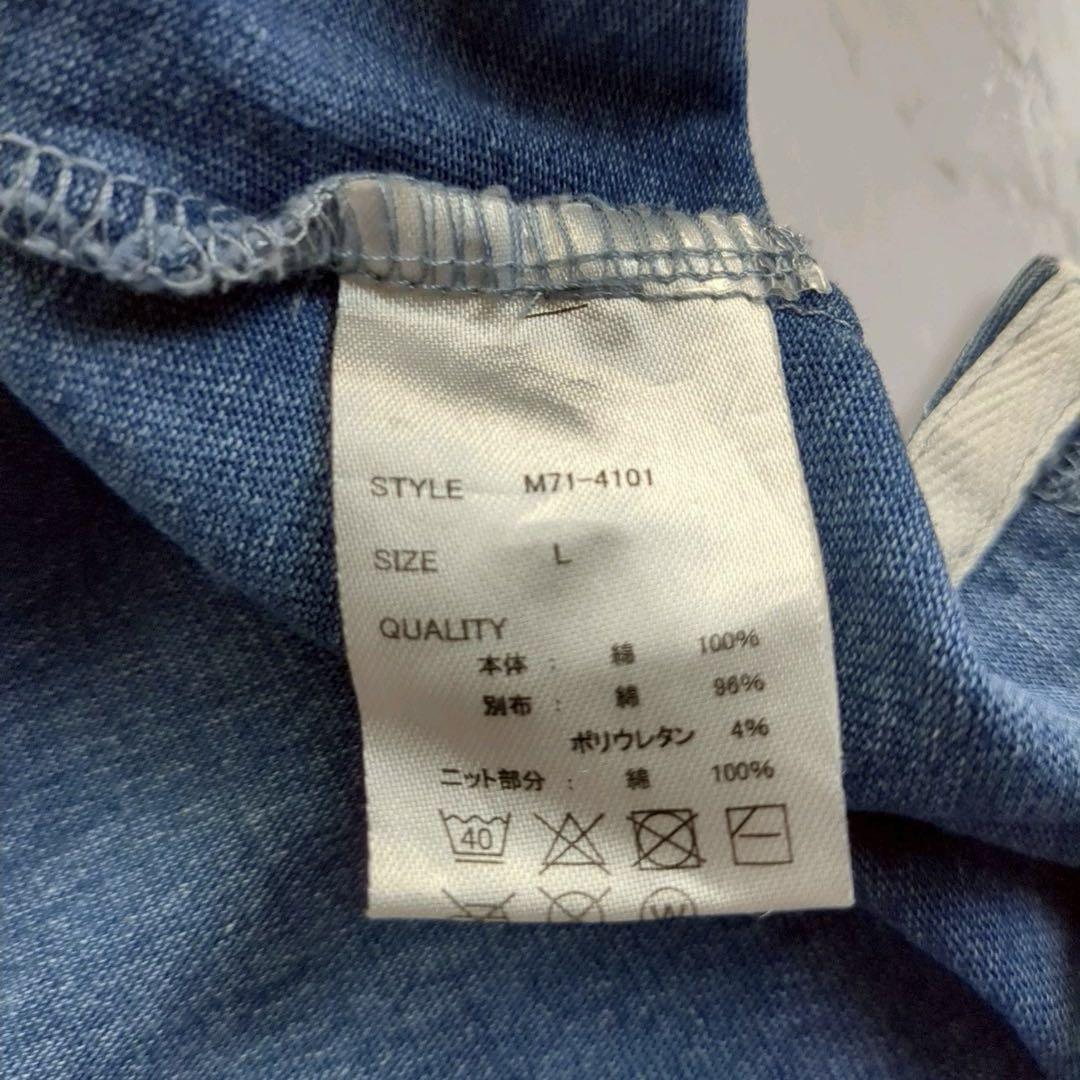 STYLE M71-4101
SIZE L
QUALITY
本体 : 綿 100%
別布 : 綿 96%
ポリウレタン 4%
ニット部分 : 綿 100%
40
W